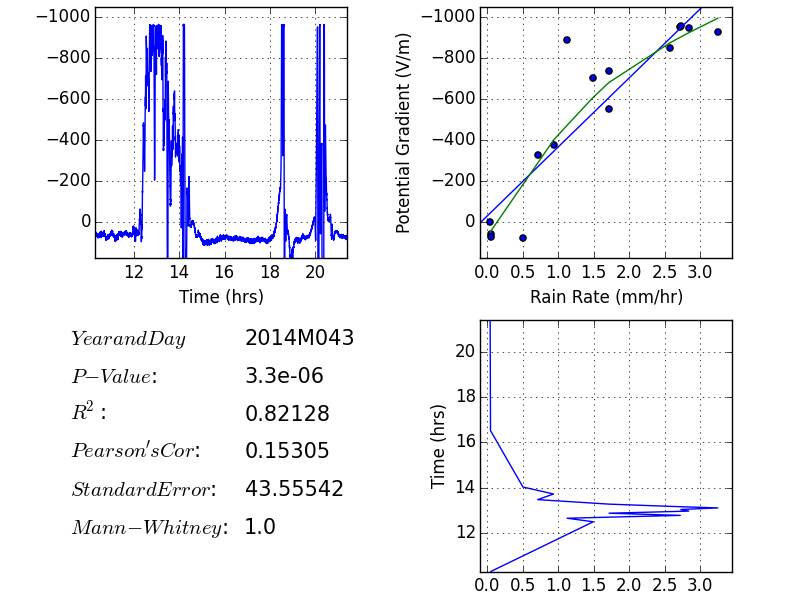 −1000
−800
−600
−400
−200
0
12 14 16 18 20
Time (hrs)
−1000
−800
−600
−400
−200
0
Potential Gradient (V/m)
0.0 0.5 1.0 1.5 2.0 2.5 3.0
Rain Rate (mm/hr)
YearandDay 2014M043
P−Value: 3.3e-06
R²: 0.82128
Pearson'sCor: 0.15305
StandardError: 43.55542
Mann−Whitney: 1.0
20
18
16
14
12
Time (hrs)
0.0 0.5 1.0 1.5 2.0 2.5 3.0